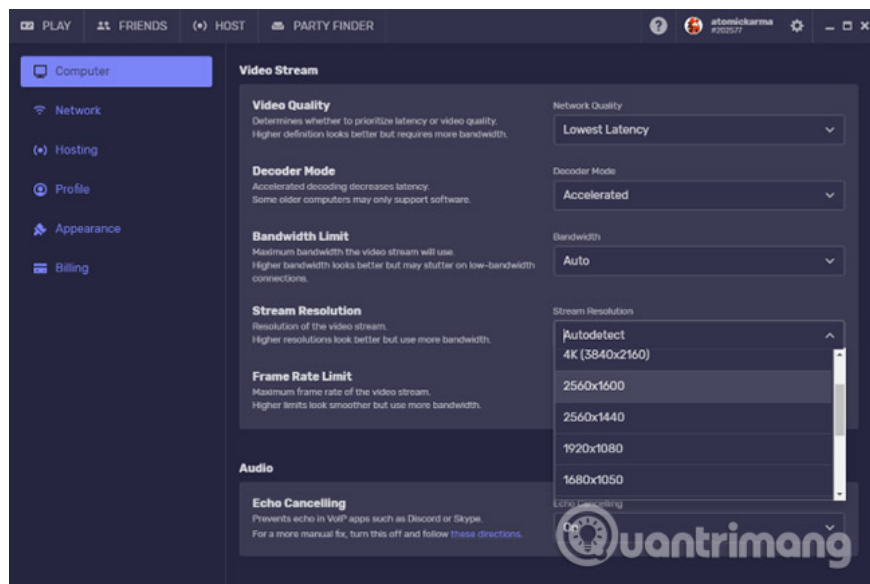 PLAY FRIENDS HOST PARTY FINDER ? atomickarma
#202577
Computer
Network
Hosting
Profile
Appearance
Billing
Video Stream
Video Quality
Determines whether to prioritize latency or video quality.
Higher definition looks better but requires more bandwidth.
Network Quality
Lowest Latency
Decoder Mode
Accelerated decoding decreases latency.
Some older computers may only support software.
Decoder Mode
Accelerated
Bandwidth Limit
Maximum bandwidth the video stream will use.
Higher bandwidth looks better but may stutter on low-bandwidth
connections.
Bandwidth
Auto
Stream Resolution
Resolution of the video stream.
Higher resolutions look better but use more bandwidth.
Stream Resolution
Autodetect
4K (3840x2160)
2560x1600
2560x1440
1920x1080
1680x1050
Frame Rate Limit
Maximum frame rate of the video stream.
Higher limits look smoother but use more bandwidth.
Audio
Echo Cancelling
Prevents echo in VoIP apps such as Discord or Skype.
For a more manual fix, turn this off and follow these directions.
Echo Cancelling
On
Quantrimang